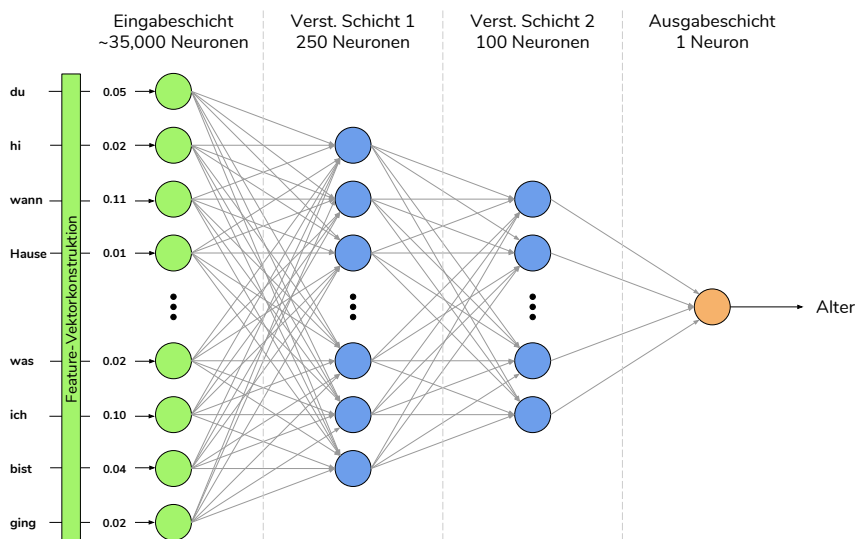 Eingabeschicht
~35,000 Neuronen
Verst. Schicht 1
250 Neuronen
Verst. Schicht 2
100 Neuronen
Ausgabeschicht
1 Neuron
du
0.05
hi
0.02
wann
0.11
Hause
0.01
was
0.02
ich
0.10
bist
0.04
ging
0.02
Feature-Vektorkonstruktion
Alter